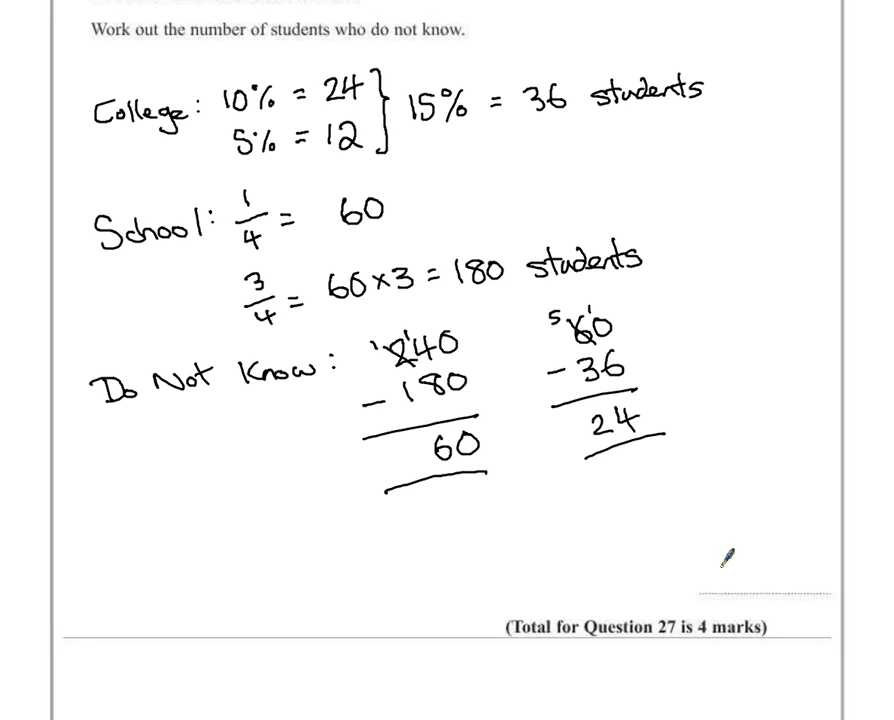 Work out the number of students who do not know.
College: 10% = 24 } 15% = 36 students
5% = 12
School: 1/4 = 60
3/4 = 60 x 3 = 180 students
Do Not Know: 240 - 180 = 60
60 - 36 = 24
(Total for Question 27 is 4 marks)